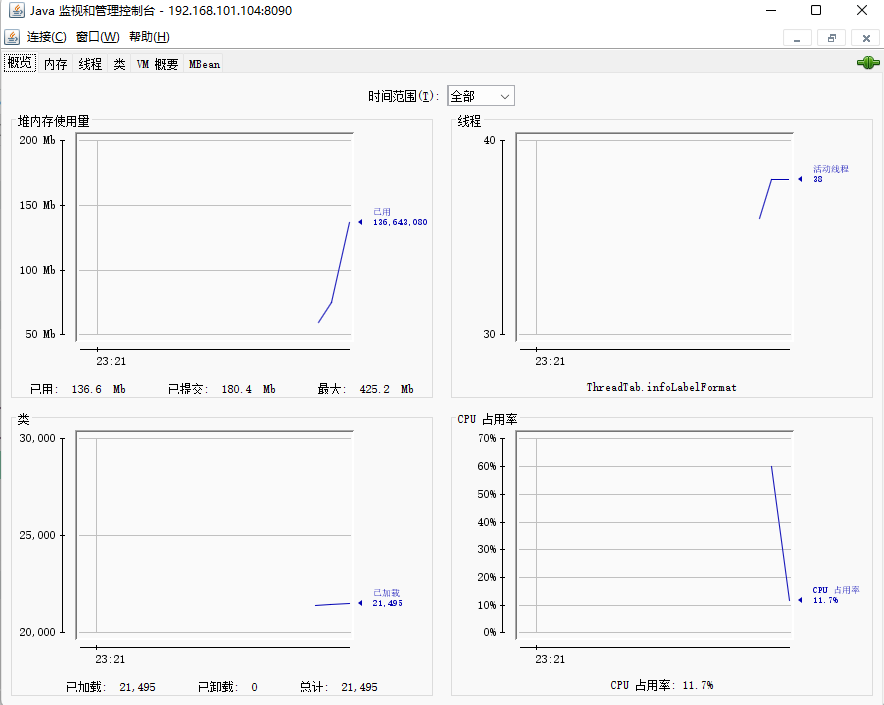 Java 监视和管理控制台 - 192.168.101.104:8090
连接(C) 窗口(W) 帮助(H)
概览 内存 线程 类 VM 概要 MBean
时间范围(T): 全部
堆内存使用量
200 Mb
150 Mb
100 Mb
50 Mb
已用
136,643,080
23:21
已用: 136.6 Mb 已提交: 180.4 Mb 最大: 425.2 Mb
线程
40
30
活动线程
38
23:21
ThreadTab.infoLabelFormat
类
30,000
25,000
20,000
已加载
21,495
23:21
已加载: 21,495 已卸载: 0 总计: 21,495
CPU 占用率
70%
60%
50%
40%
30%
20%
10%
0%
CPU 占用率
11.7%
23:21
CPU 占用率: 11.7%